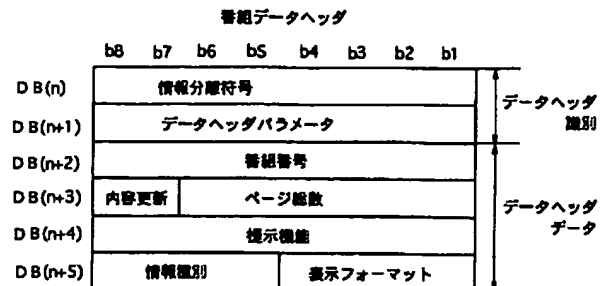 番組データヘッダ
b8 b7 b6 b5 b4 b3 b2 b1
DB(n) 情報分離符号
DB(n+1) データヘッダパラメータ
データヘッダ
識別
DB(n+2) 番組番号
DB(n+3) 内容更新 ページ総数
DB(n+4) 提示機能
データヘッダ
データ
DB(n+5) 情報種別 表示フォーマット